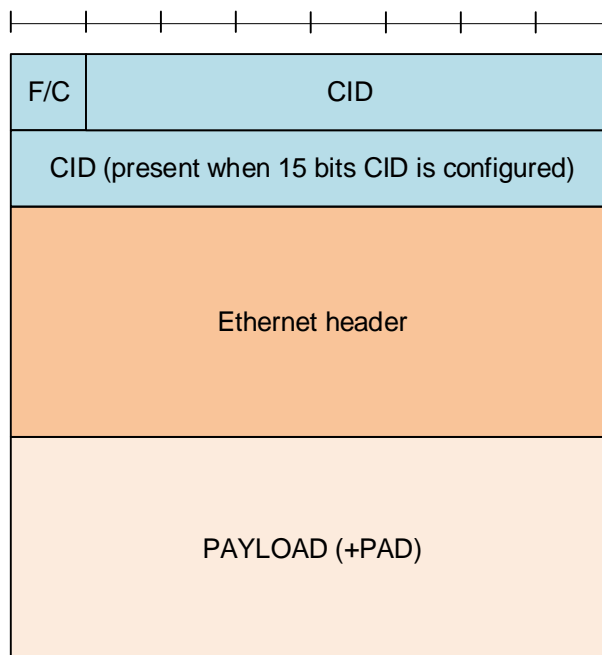 F/C
CID
CID (present when 15 bits CID is configured)
Ethernet header
PAYLOAD (+PAD)